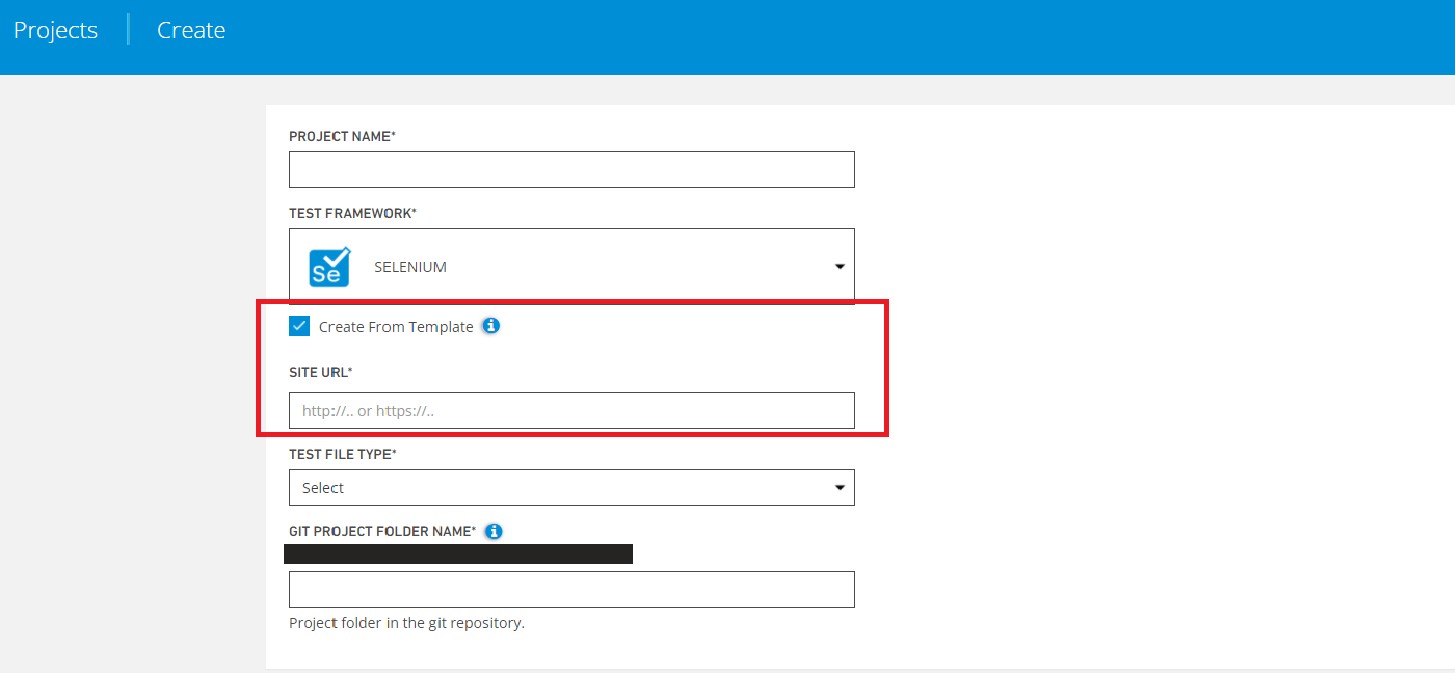 Projects | Create
PROJECT NAME*
TEST FRAMEWORK*
Se SELENIUM
Create From Template
SITE URL*
http://.. or https://..
TEST FILE TYPE*
Select
GIT PROJECT FOLDER NAME*
Project folder in the git repository.